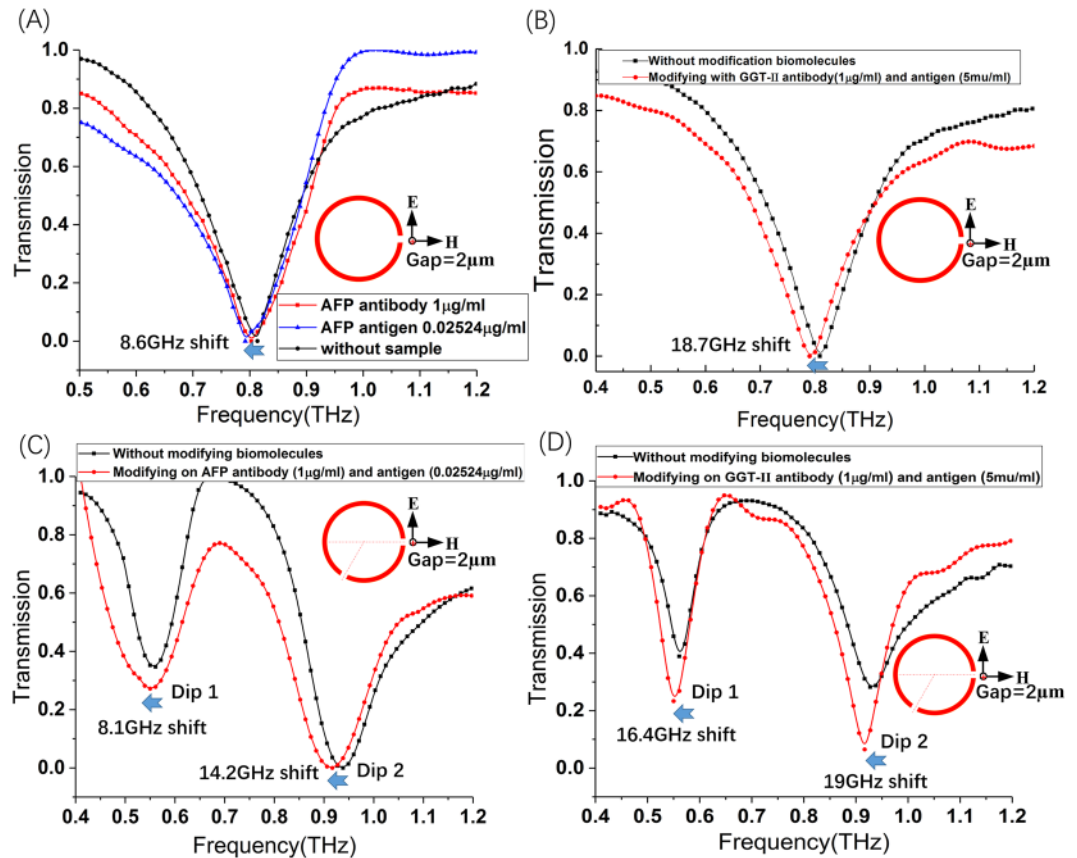 (A)
1.0
0.8
0.6
0.4
0.2
0.0
Transmission
E
H
Gap=2μm
AFP antibody 1μg/ml
AFP antigen 0.02524μg/ml
without sample
8.6GHz shift
0.5 0.6 0.7 0.8 0.9 1.0 1.1 1.2
Frequency(THz)
(B)
Without modification biomolecules
Modifying with GGT-II antibody(1μg/ml) and antigen (5mu/ml)
1.0
0.8
0.6
0.4
0.2
0.0
Transmission
E
H
Gap=2μm
18.7GHz shift
0.4 0.5 0.6 0.7 0.8 0.9 1.0 1.1 1.2
Frequency(THz)
(C)
Without modifying biomolecules
Modifying on AFP antibody (1μg/ml) and antigen (0.02524μg/ml)
1.0
0.8
0.6
0.4
0.2
0.0
Transmission
E
H
Gap=2μm
Dip 1
8.1GHz shift
14.2GHz shift
Dip 2
0.4 0.5 0.6 0.7 0.8 0.9 1.0 1.1 1.2
Frequency(THz)
(D)
Without modifying biomolecules
Modifying on GGT-II antibody (1μg/ml) and antigen (5mu/ml)
1.0
0.8
0.6
0.4
0.2
0.0
Transmission
E
H
Gap=2μm
Dip 1
16.4GHz shift
Dip 2
19GHz shift
0.4 0.5 0.6 0.7 0.8 0.9 1.0 1.1 1.2
Frequency(THz)